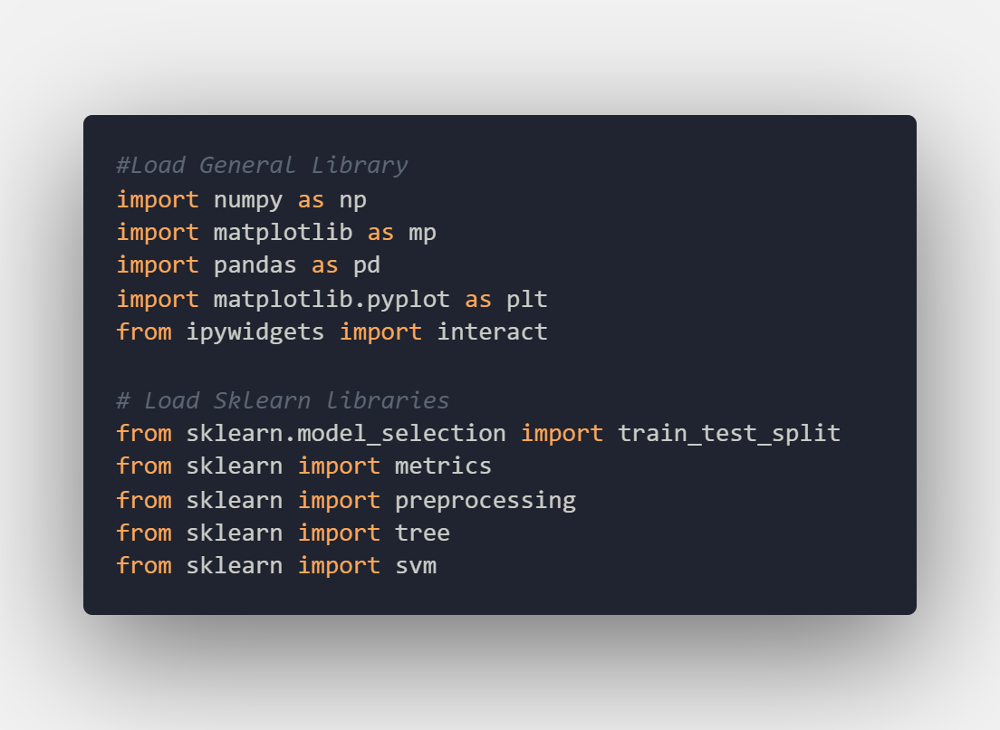 #Load General Library
import numpy as np
import matplotlib as mp
import pandas as pd
import matplotlib.pyplot as plt
from ipywidgets import interact
# Load Sklearn libraries
from sklearn.model_selection import train_test_split
from sklearn import metrics
from sklearn import preprocessing
from sklearn import tree
from sklearn import svm